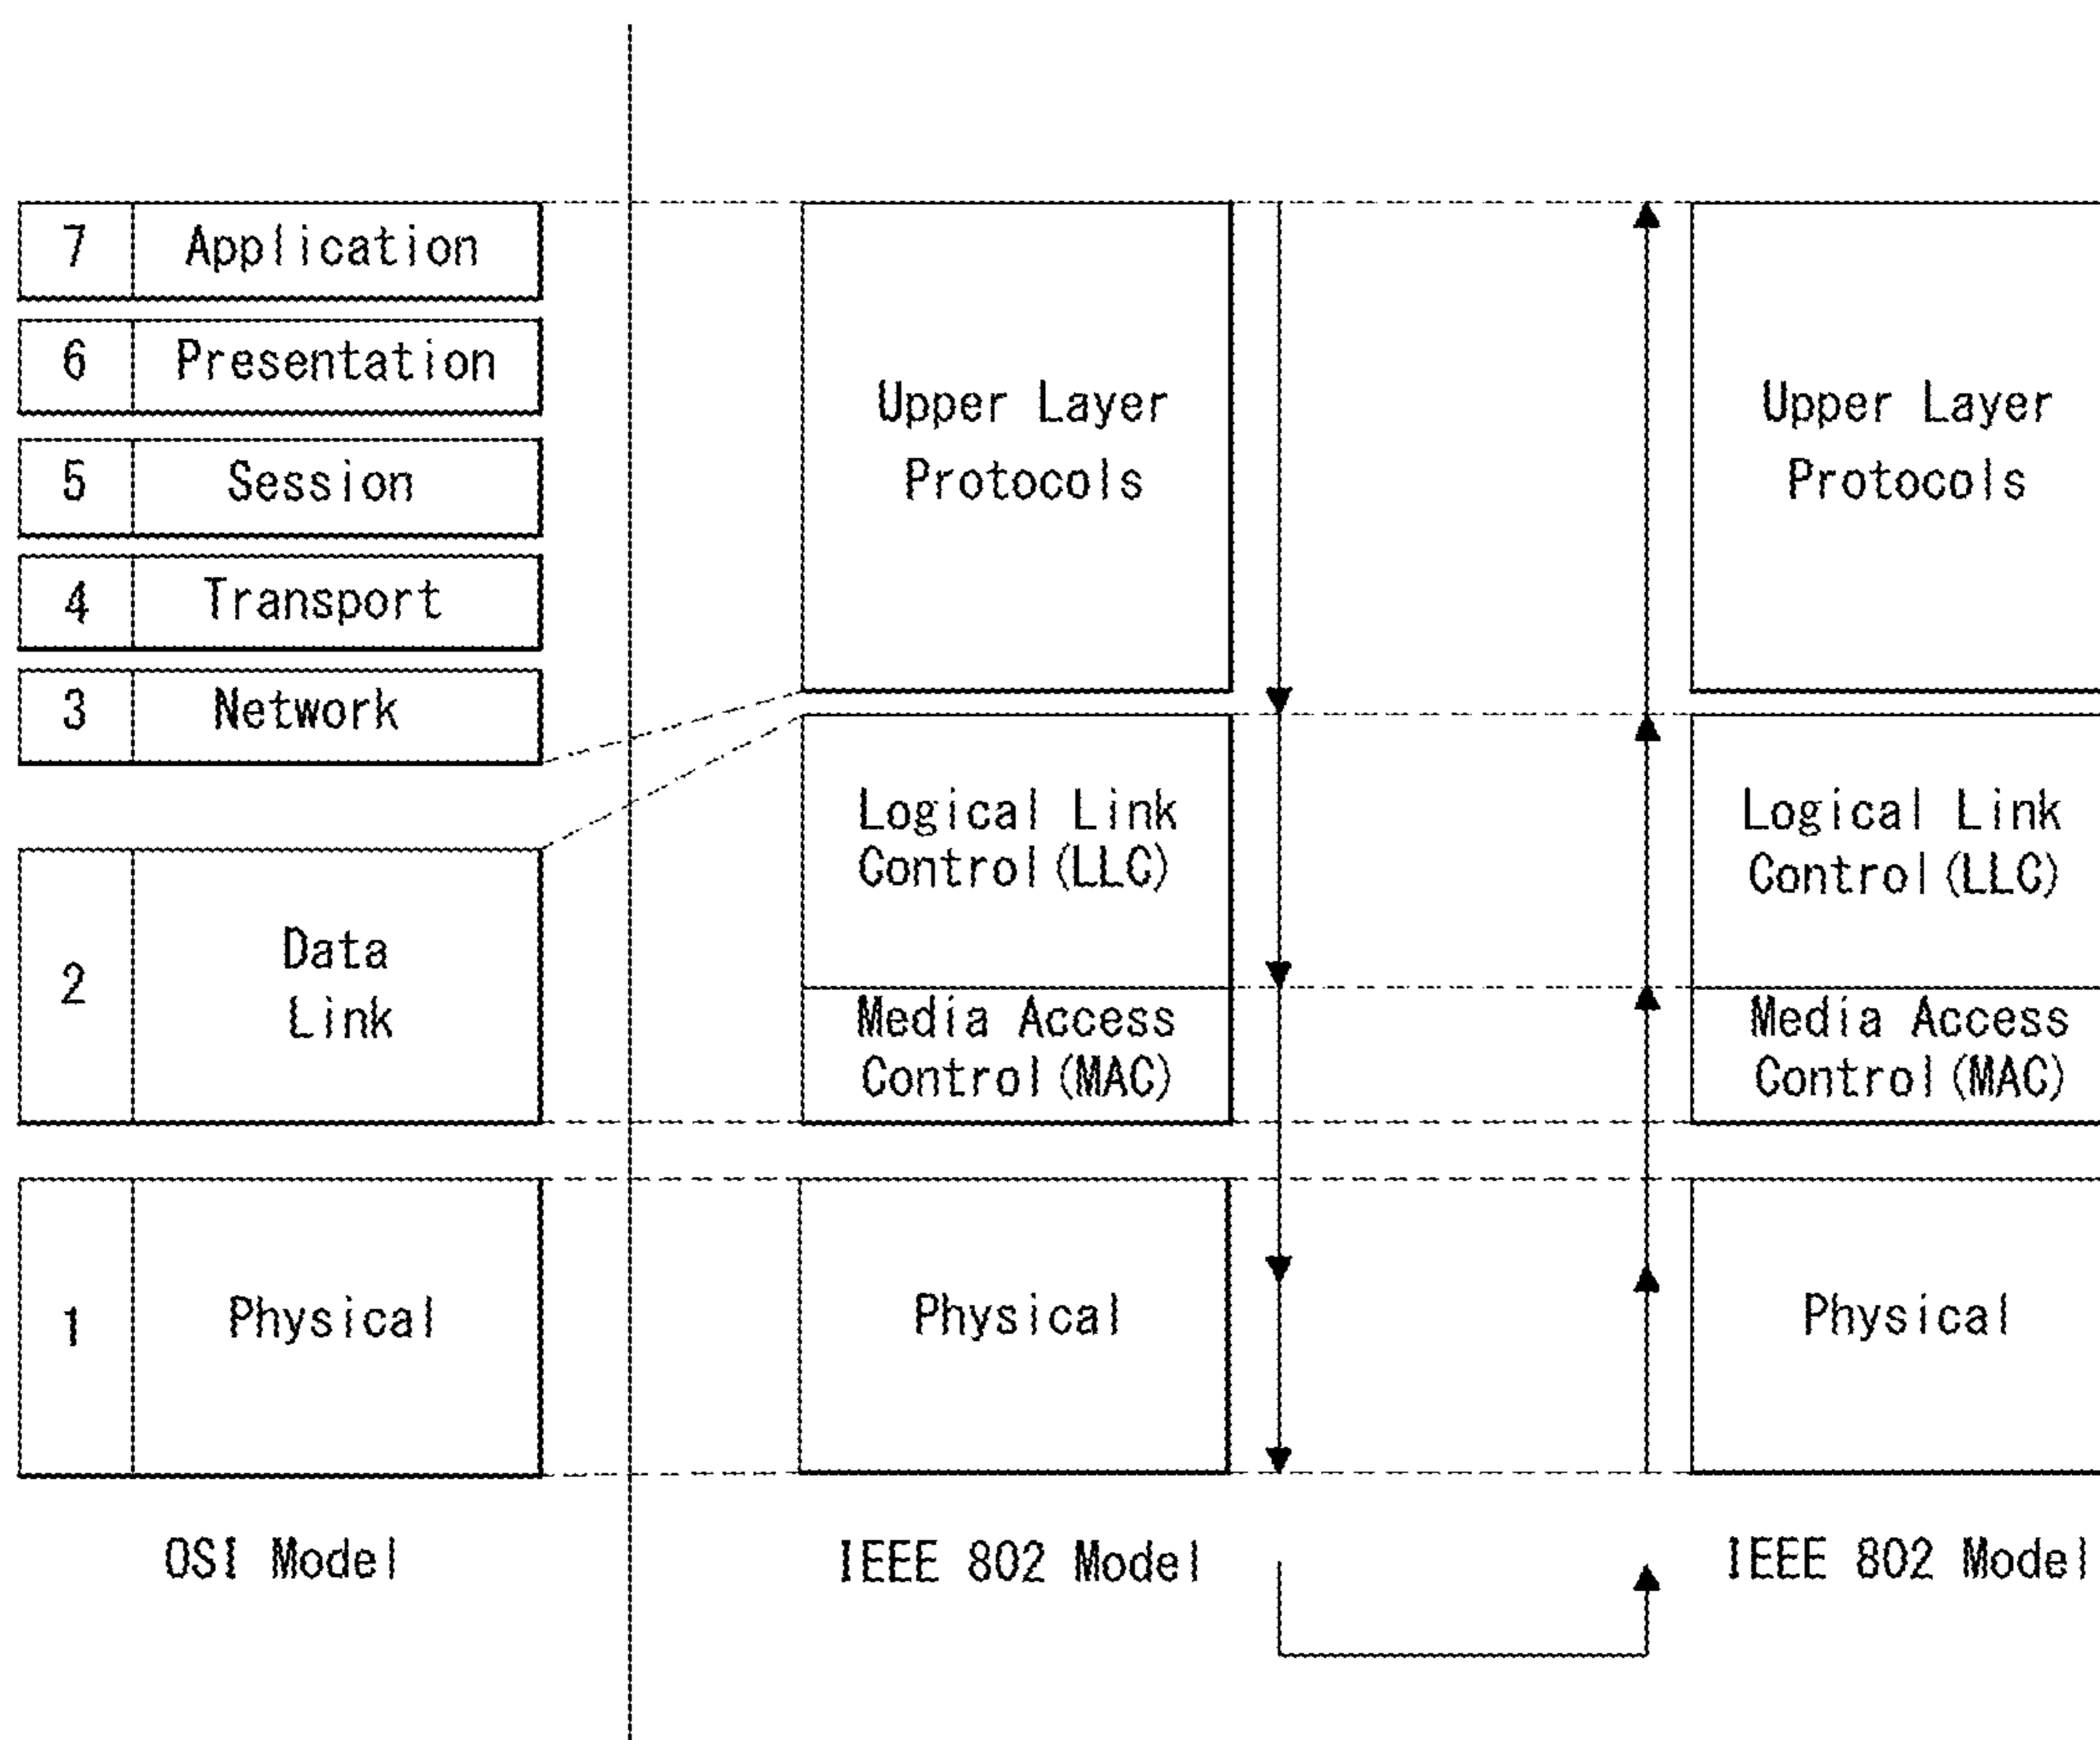 7 Application
6 Presentation
5 Session
4 Transport
3 Network
2 Data
Link
1 Physical
OSI Model
Upper Layer
Protocols
Logical Link
Control(LLC)
Media Access
Control(MAC)
Physical
IEEE 802 Model
Upper Layer
Protocols
Logical Link
Control(LLC)
Media Access
Control(MAC)
Physical
IEEE 802 Model